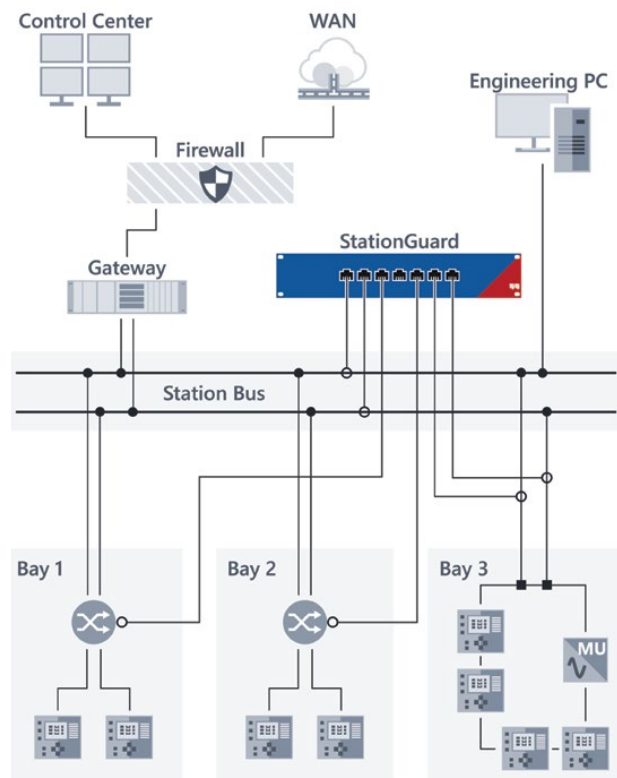 Control Center
WAN
Engineering PC
Firewall
StationGuard
Gateway
Station Bus
Bay 1
Bay 2
Bay 3
MU